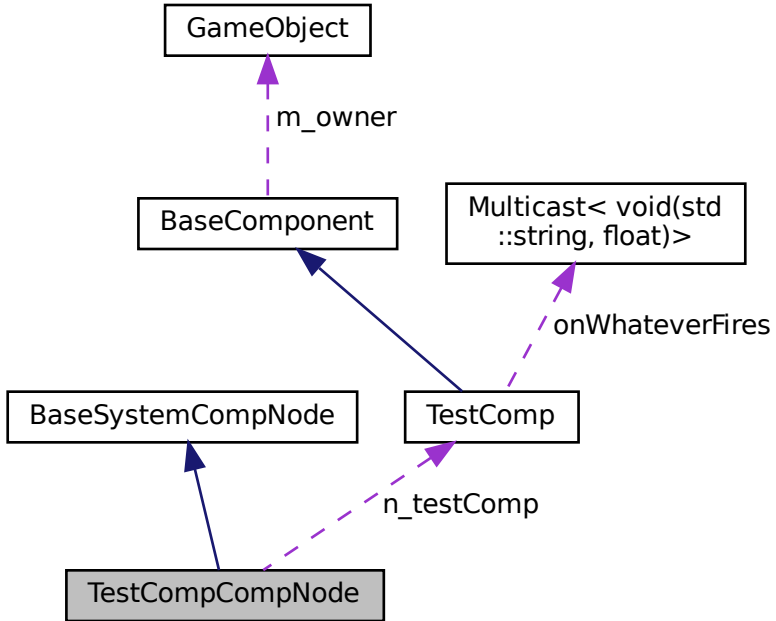 GameObject
m_owner
BaseComponent
Multicast< void(std
::string, float)>
onWhateverFires
BaseSystemCompNode
TestComp
n_testComp
TestCompCompNode